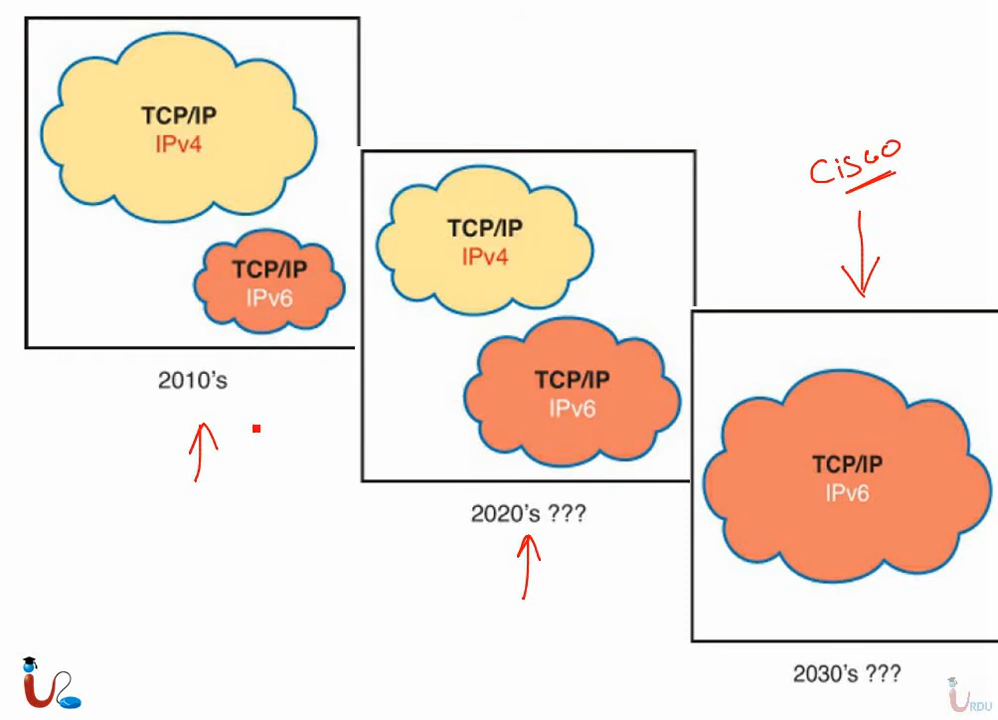 TCP/IP
IPv4
TCP/IP
IPv6
2010's
TCP/IP
IPv4
TCP/IP
IPv6
2020's ???
Cisco
TCP/IP
IPv6
2030's ???
URDU